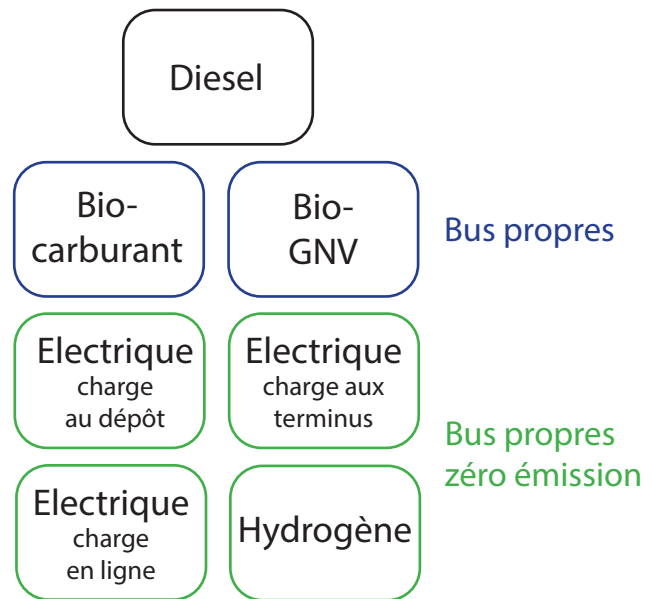 Diesel
Bio-
carburant
Bio-
GNV
Bus propres
Electrique
charge
au dépôt
Electrique
charge aux
terminus
Electrique
charge
en ligne
Hydrogène
Bus propres
zéro émission